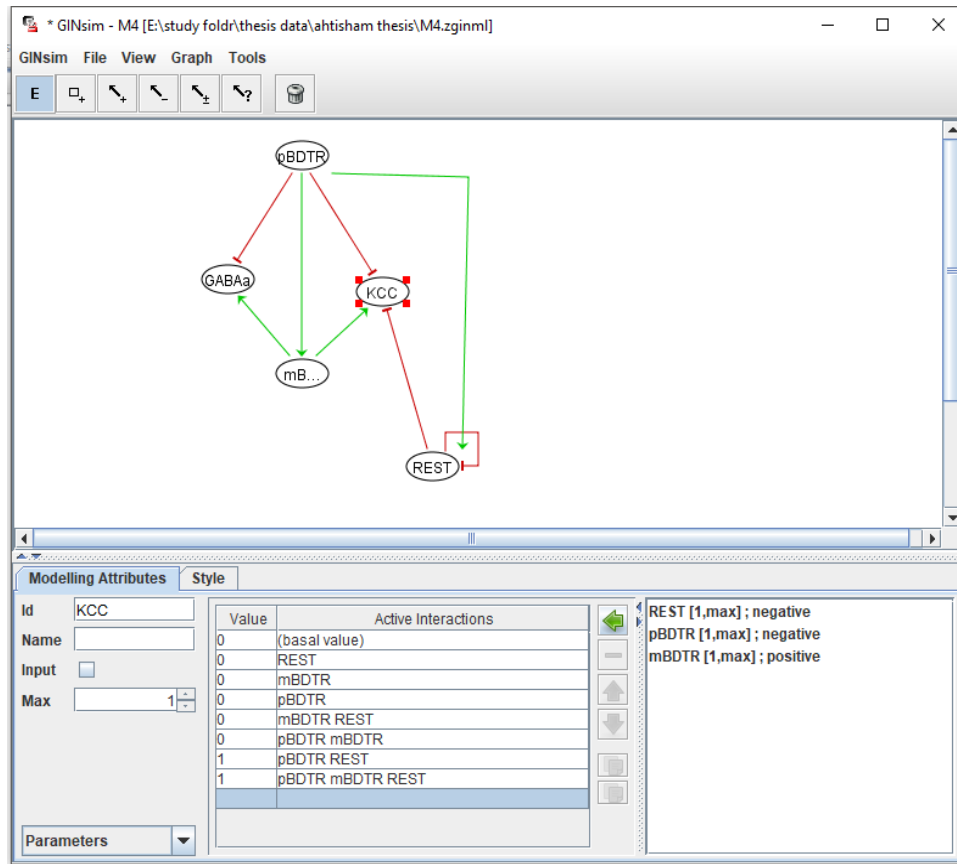 * GINsim - M4 [E:\study foldr\thesis data\ahtisham thesis\M4.zginml]
GINsim File View Graph Tools
E
pBDTR
GABAa
KCC
mB...
REST
Modelling Attributes Style
Id KCC
Name
Input
Max 1
Parameters
Value Active Interactions
0 (basal value)
0 REST
0 mBDTR
0 pBDTR
0 mBDTR REST
0 pBDTR mBDTR
1 pBDTR REST
1 pBDTR mBDTR REST
REST [1,max] ; negative
pBDTR [1,max] ; negative
mBDTR [1,max] ; positive